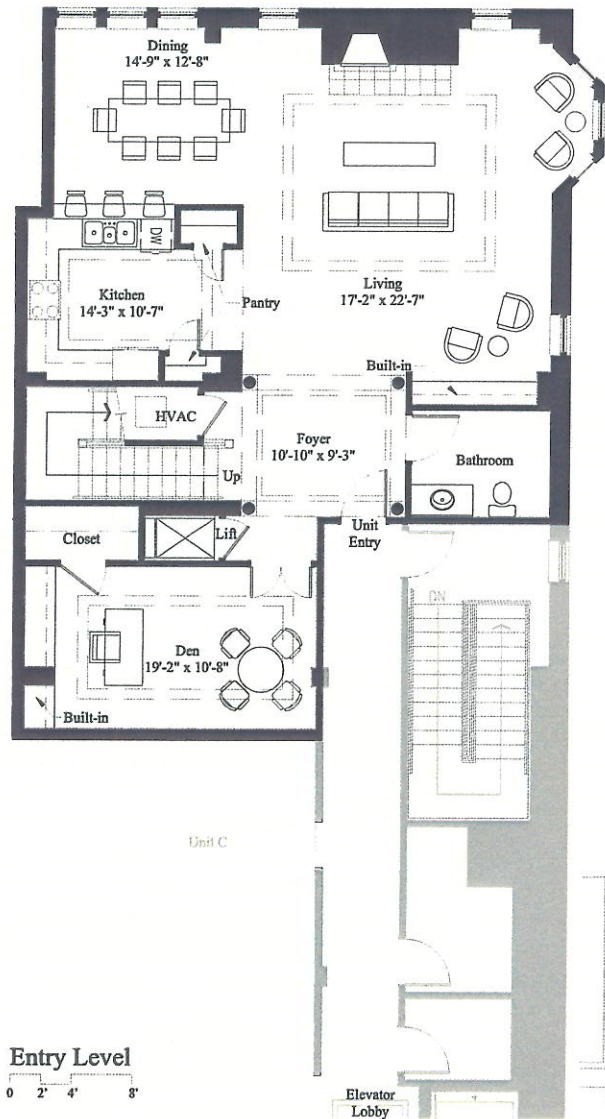 Dining
14'-9" x 12'-8"
DW
Kitchen
14'-3" x 10'-7"
Pantry
Living
17'-2" x 22'-7"
Built-in
HVAC
Foyer
10'-10" x 9'-3"
Bathroom
Up
Unit
Entry
Closet
Lift
DN
Den
19'-2" x 10'-8"
Built-in
Unit C
Entry Level
0 2' 4' 8'
Elevator
Lobby